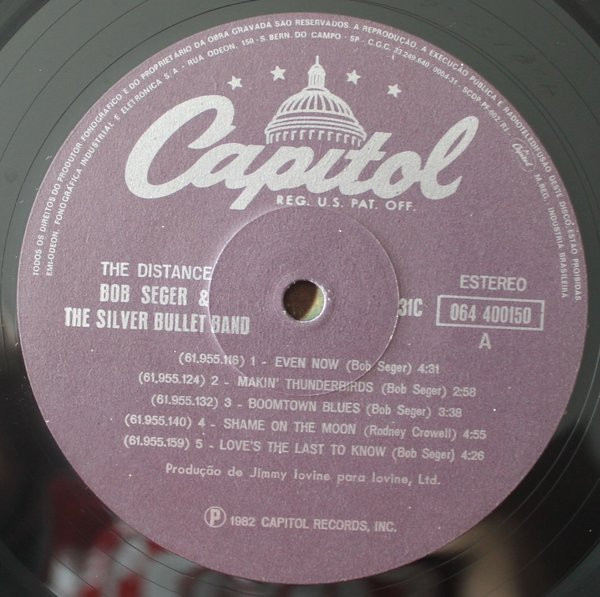 TODOS OS DIREITOS DO PRODUTOR FONOGRÁFICO E DO PROPRIETÁRIO DA OBRA GRAVADA SÃO RESERVADOS. A REPRODUÇÃO, A EXECUÇÃO PÚBLICA E RADIOTELEDIFUSÃO DESTE DISCO ESTÃO PROIBIDAS
EMI-ODEON, FONOGRÁFICA INDUSTRIAL E ELETRÔNICA S/A - RUA ODEON, 150 - S. BERN. DO CAMPO - SP - C.G.C. 33.249.640/0004-31
M. REG. INDÚSTRIA BRASILEIRA
Capitol
REG. U.S. PAT. OFF.
THE DISTANCE
BOB SEGER &
THE SILVER BULLET BAND
ESTEREO
31C 064 400150
A
(61.955.116) 1 - EVEN NOW (Bob Seger) 4:31
(61.955.124) 2 - MAKIN' THUNDERBIRDS (Bob Seger) 2:58
(61.955.132) 3 - BOOMTOWN BLUES (Bob Seger) 3:38
(61.955.140) 4 - SHAME ON THE MOON (Rodney Crowell) 4:55
(61.955.159) 5 - LOVE'S THE LAST TO KNOW (Bob Seger) 4:26
Produção de Jimmy Iovine para Iovine, Ltd.
Ⓟ 1982 CAPITOL RECORDS, INC.